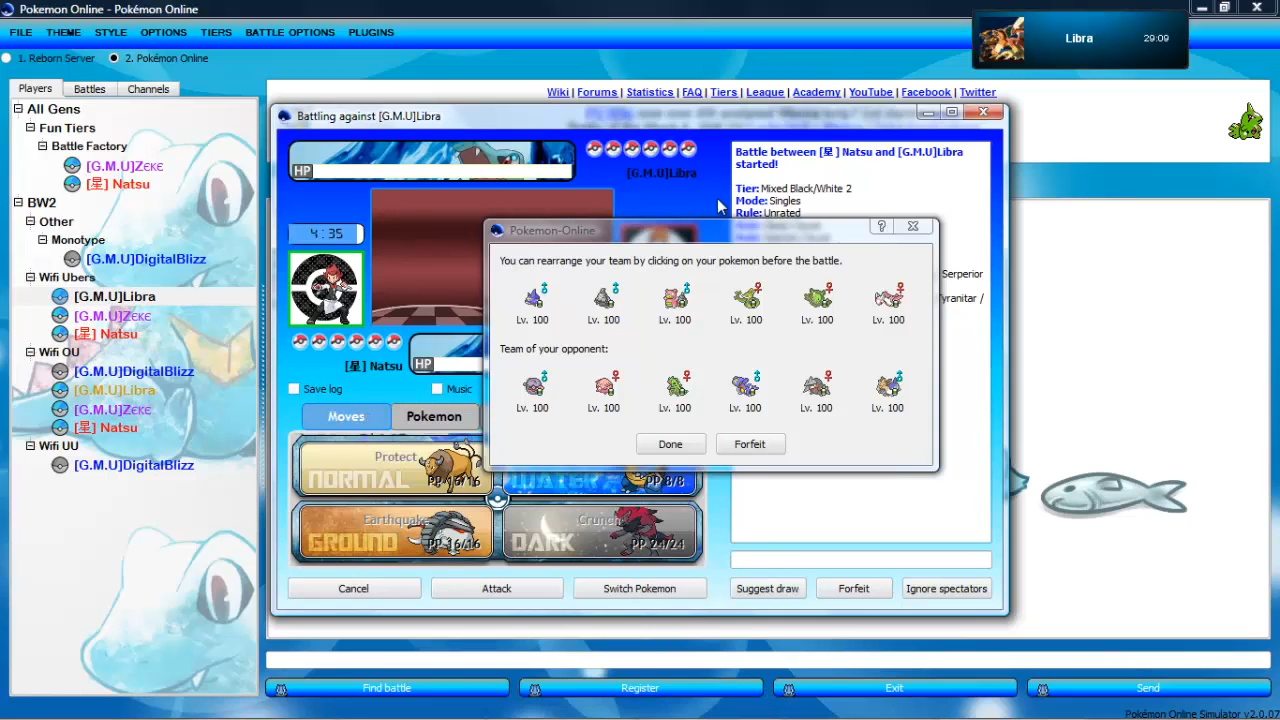 Pokemon Online - Pokémon Online
FILE THEME STYLE OPTIONS TIERS BATTLE OPTIONS PLUGINS
Libra 29:09
1. Reborn Server 2. Pokémon Online
Players Battles Channels
Wiki Forums Statistics FAQ Tiers League Academy YouTube Facebook Twitter
All Gens
Fun Tiers
Battle Factory
[G.M.U]Zєкє
[星] Natsu
BW2
Other
Monotype
[G.M.U]DigitalBlizz
Wifi Ubers
[G.M.U]Libra
[G.M.U]Zєкє
[星] Natsu
Wifi OU
[G.M.U]DigitalBlizz
[G.M.U]Libra
[G.M.U]Zєкє
[星] Natsu
Wifi UU
[G.M.U]DigitalBlizz
Battling against [G.M.U]Libra
HP
[G.M.U]Libra
4:35
[星] Natsu
HP
Save log Music
Moves Pokemon
Protect
NORMAL PP 16/16
WATER PP 8/8
Earthquake
GROUND PP 16/16
Crunch
DARK PP 24/24
Cancel Attack Switch Pokemon
Battle between [星] Natsu and [G.M.U]Libra
started!
Tier: Mixed Black/White 2
Mode: Singles
Rule: Unrated
Serperior
Suggest draw Forfeit Ignore spectators
Pokemon-Online
You can rearrange your team by clicking on your pokemon before the battle.
Lv. 100 Lv. 100 Lv. 100 Lv. 100 Lv. 100 Lv. 100
Team of your opponent:
Lv. 100 Lv. 100 Lv. 100 Lv. 100 Lv. 100 Lv. 100
Done Forfeit
Find battle Register Exit Send
Pokémon Online Simulator v2.0.07